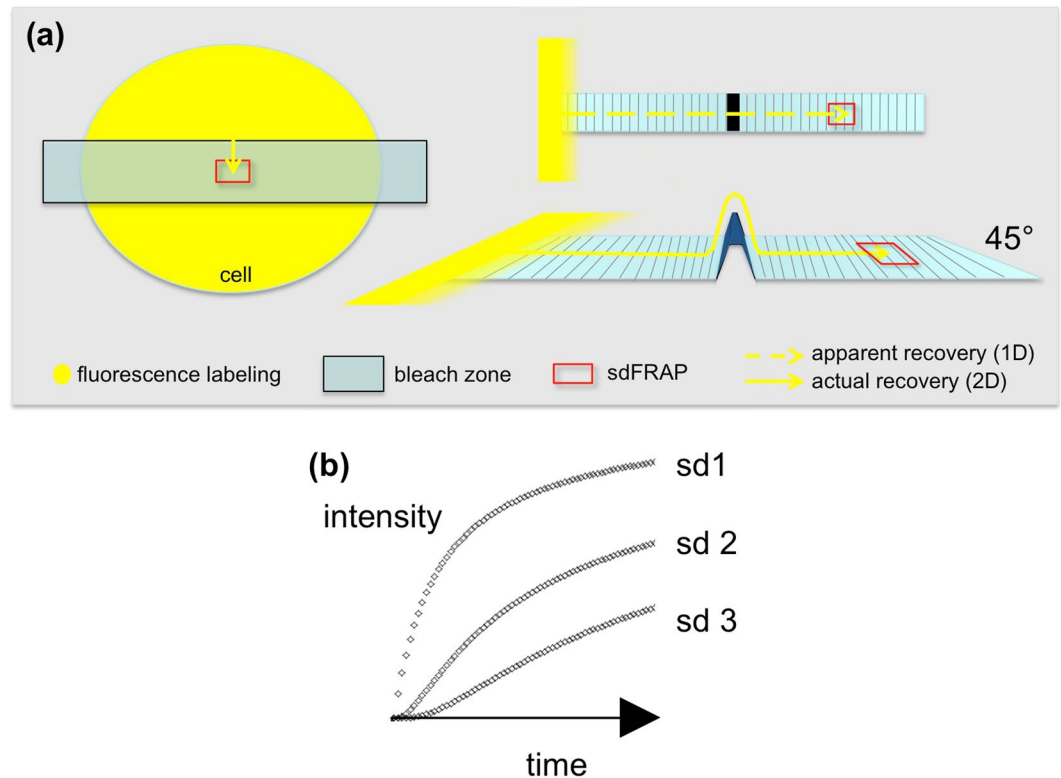 (a)
45°
cell
fluorescence labeling
bleach zone
sdFRAP
apparent recovery (1D)
actual recovery (2D)
(b)
intensity
sd1
sd 2
sd 3
time